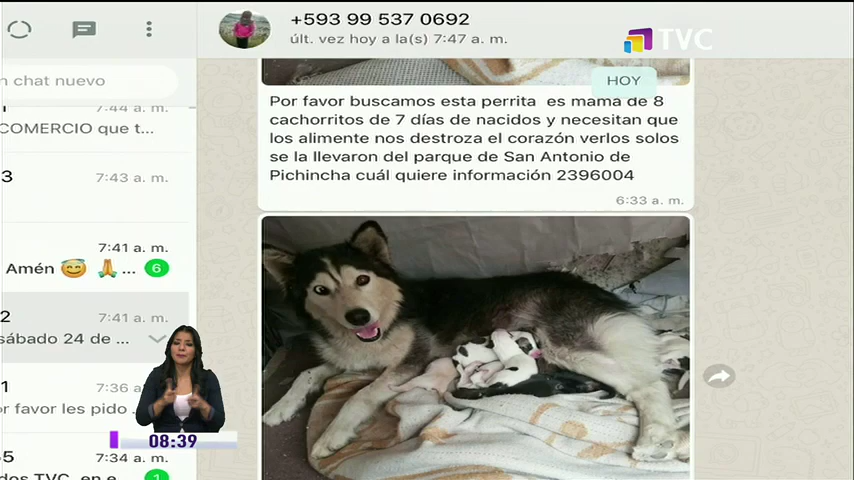 +593 99 537 0692
últ. vez hoy a la(s) 7:47 a. m.
TVC
n chat nuevo
HOY
Por favor buscamos esta perrita es mamá de 8
cachorritos de 7 días de nacidos y necesitan que
los alimente nos destroza el corazón verlos solos
se la llevaron del parque de San Antonio de
Pichincha cuál quiere información 2396004
6:33 a. m.
7:44 a. m.
COMERCIO que t...
3
7:43 a. m.
7:41 a. m.
Amén 😇 🙏 ... 6
2
7:41 a. m.
sábado 24 de ...
1
7:36 a
r favor les pido
08:39
5
7:34 a. m.
dos TVC, en e
1